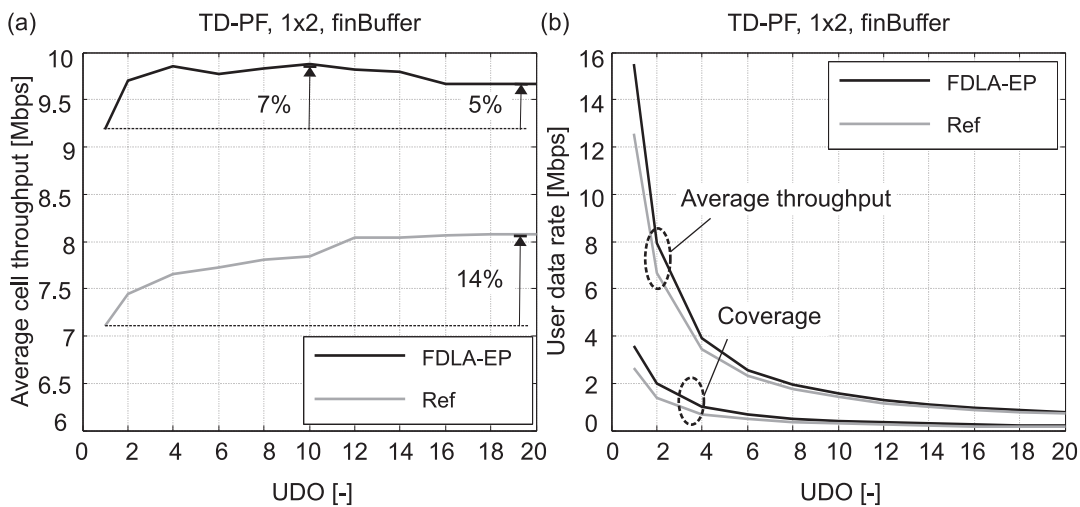 (a)
TD-PF, 1x2, finBuffer
Average cell throughput [Mbps]
10
9.5
9
8.5
8
7.5
7
6.5
6
7%
5%
14%
FDLA-EP
Ref
0 2 4 6 8 10 12 14 16 18 20
UDO [-]
(b)
TD-PF, 1x2, finBuffer
User data rate [Mbps]
16
14
12
10
8
6
4
2
0
FDLA-EP
Ref
Average throughput
Coverage
0 2 4 6 8 10 12 14 16 18 20
UDO [-]